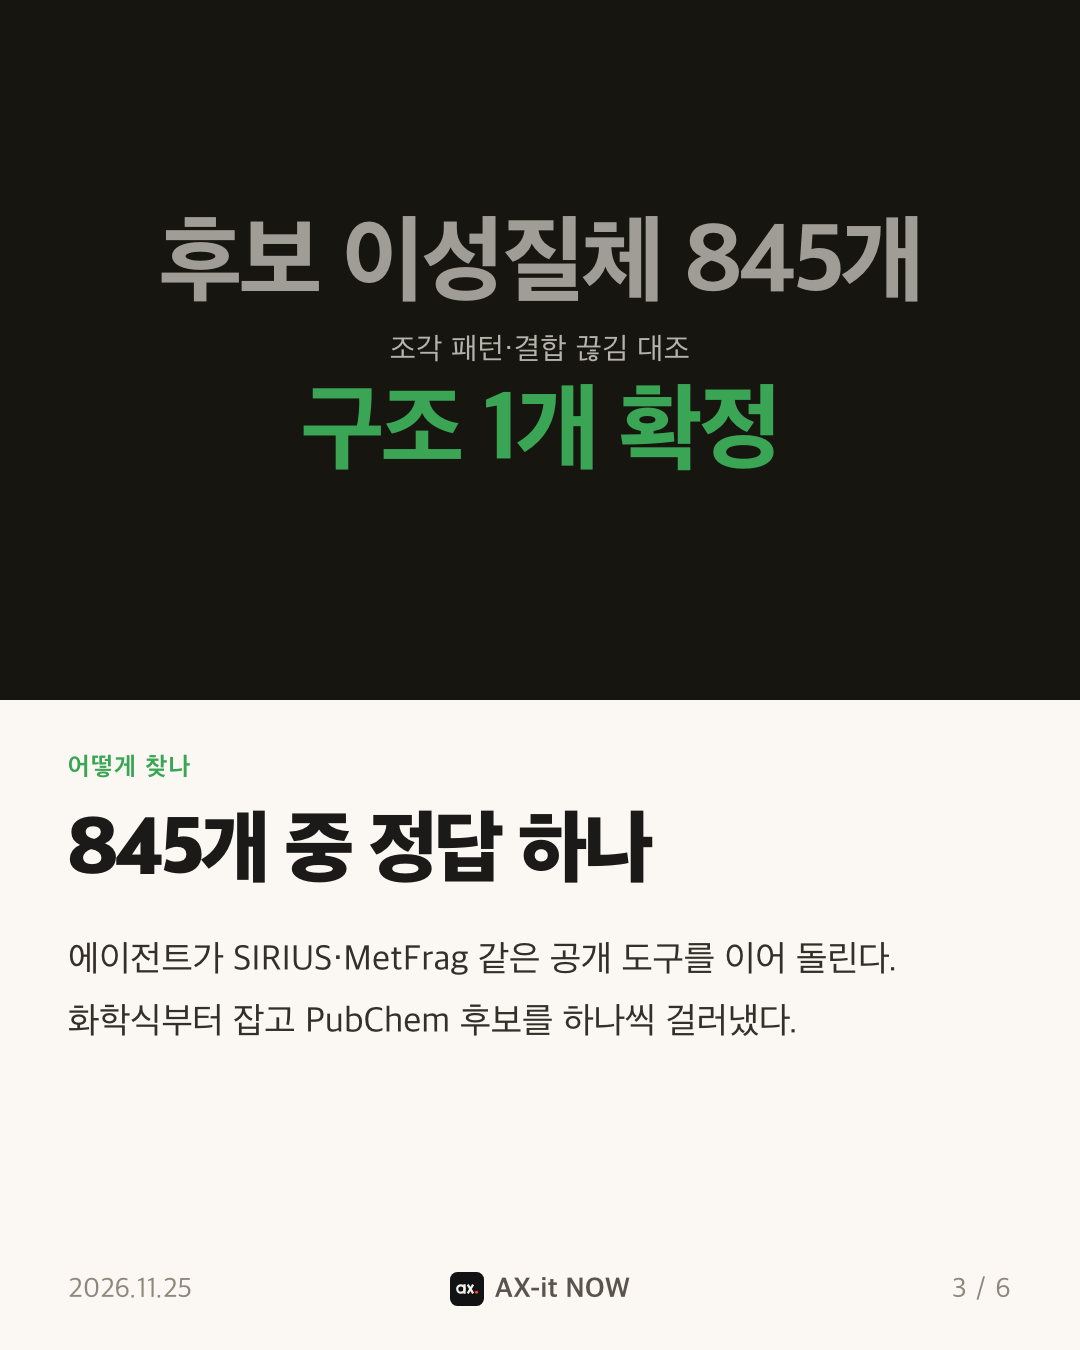 후보 이성질체 845개
조각 패턴·결합 끊김 대조
구조 1개 확정
어떻게 찾나
845개 중 정답 하나
에이전트가 SIRIUS·MetFrag 같은 공개 도구를 이어 돌린다.
화학식부터 잡고 PubChem 후보를 하나씩 걸러냈다.
2026.11.25
ax. AX-it NOW
3 / 6